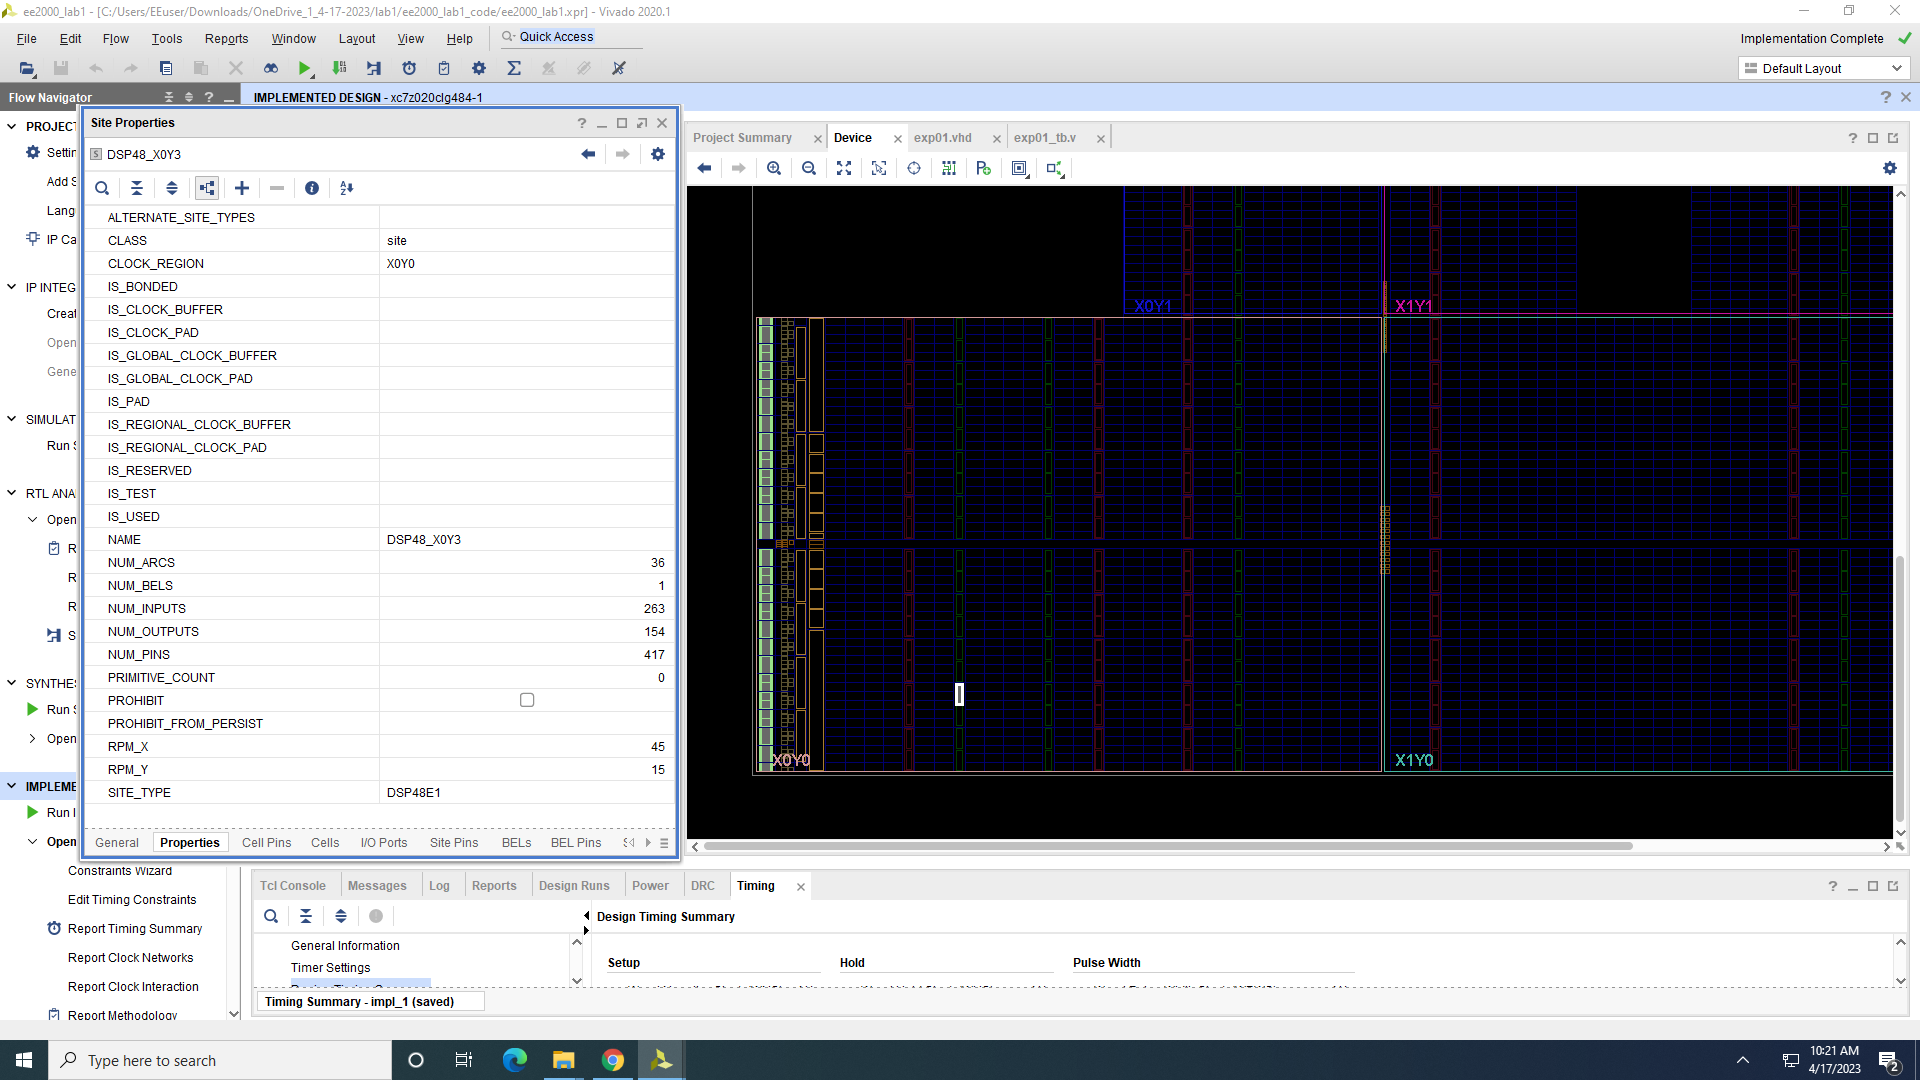 ee2000_lab1 - [C:/Users/EEuser/Downloads/OneDrive_1_4-17-2023/lab1/ee2000_lab1_code/ee2000_lab1.xpr] - Vivado 2020.1
File Edit Flow Tools Reports Window Layout View Help Quick Access
Implementation Complete
Default Layout
Flow Navigator
IMPLEMENTED DESIGN - xc7z020clg484-1
PROJECT
Settin
Add S
Lang
IP Ca
IP INTEG
Creat
Open
Gene
SIMULAT
Run S
RTL ANA
Open
R
R
R
S
SYNTHES
Run S
Open
IMPLEME
Run I
Open
Constraints Wizard
Edit Timing Constraints
Report Timing Summary
Report Clock Networks
Report Clock Interaction
Report Methodology
Site Properties
DSP48_X0Y3
ALTERNATE_SITE_TYPES
CLASS site
CLOCK_REGION X0Y0
IS_BONDED
IS_CLOCK_BUFFER
IS_CLOCK_PAD
IS_GLOBAL_CLOCK_BUFFER
IS_GLOBAL_CLOCK_PAD
IS_PAD
IS_REGIONAL_CLOCK_BUFFER
IS_REGIONAL_CLOCK_PAD
IS_RESERVED
IS_TEST
IS_USED
NAME DSP48_X0Y3
NUM_ARCS 36
NUM_BELS 1
NUM_INPUTS 263
NUM_OUTPUTS 154
NUM_PINS 417
PRIMITIVE_COUNT 0
PROHIBIT
PROHIBIT_FROM_PERSIST
RPM_X 45
RPM_Y 15
SITE_TYPE DSP48E1
General Properties Cell Pins Cells I/O Ports Site Pins BELs BEL Pins
Project Summary Device exp01.vhd exp01_tb.v
X0Y1 X1Y1
X0Y0 X1Y0
Tcl Console Messages Log Reports Design Runs Power DRC Timing
Design Timing Summary
General Information
Timer Settings
Setup Hold Pulse Width
Timing Summary - impl_1 (saved)
Type here to search
10:21 AM
4/17/2023
2